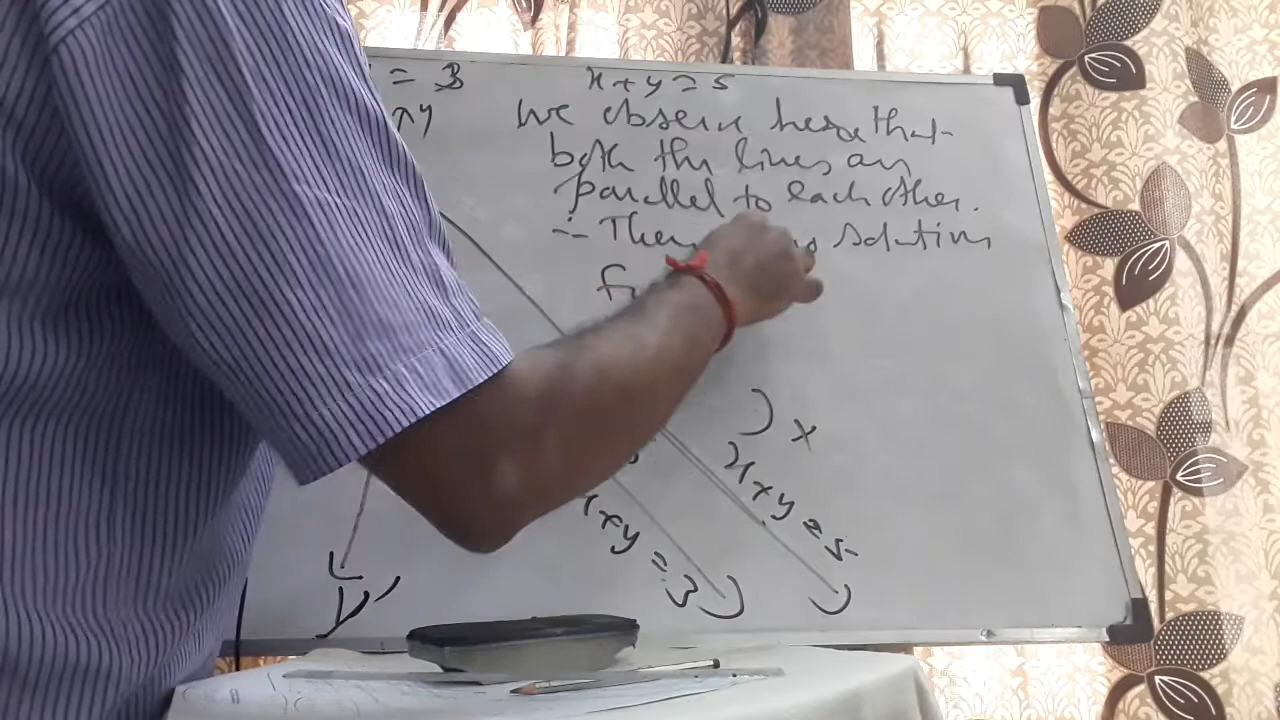 = 3
x+y=5
xy
We observe here that
both the lines are
parallel to each other.
∴ There no solution
f
x
x+y=5
x+y=3
y'